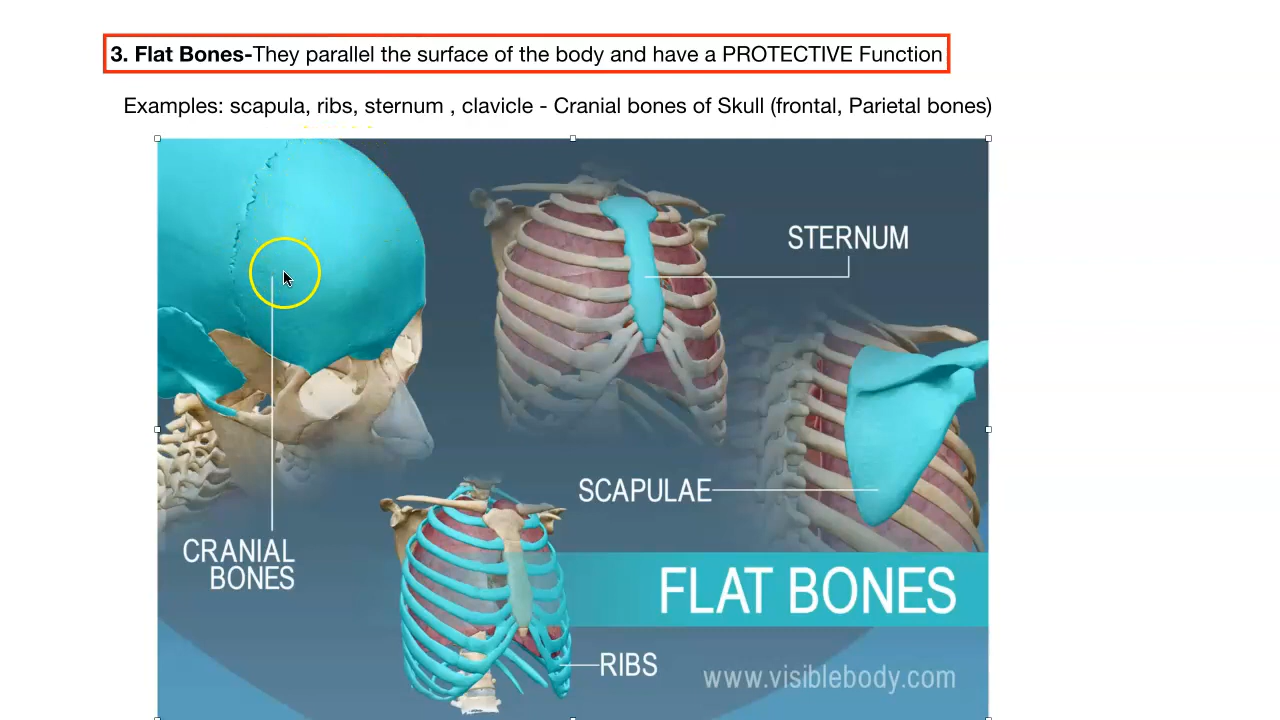 3. Flat Bones-They parallel the surface of the body and have a PROTECTIVE Function
Examples: scapula, ribs, sternum , clavicle - Cranial bones of Skull (frontal, Parietal bones)
STERNUM
SCAPULAE
CRANIAL
BONES
FLAT BONES
RIBS
www.visiblebody.com